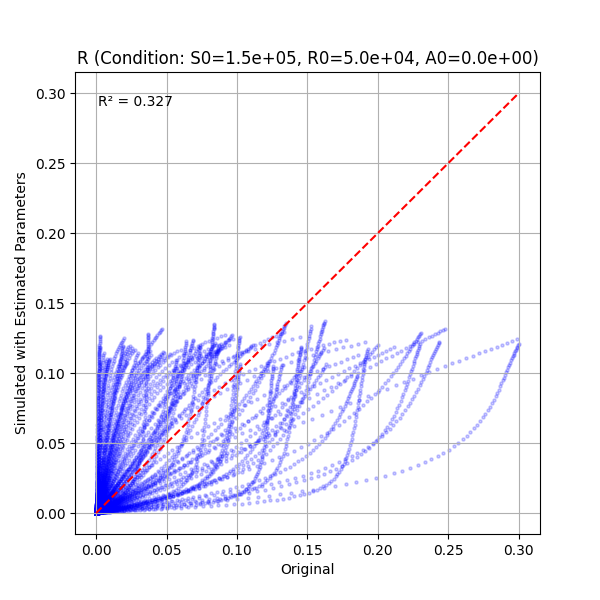 R (Condition: S0=1.5e+05, R0=5.0e+04, A0=0.0e+00)
R² = 0.327
0.30
0.25
0.20
0.15
0.10
0.05
0.00
Simulated with Estimated Parameters
0.00 0.05 0.10 0.15 0.20 0.25 0.30
Original